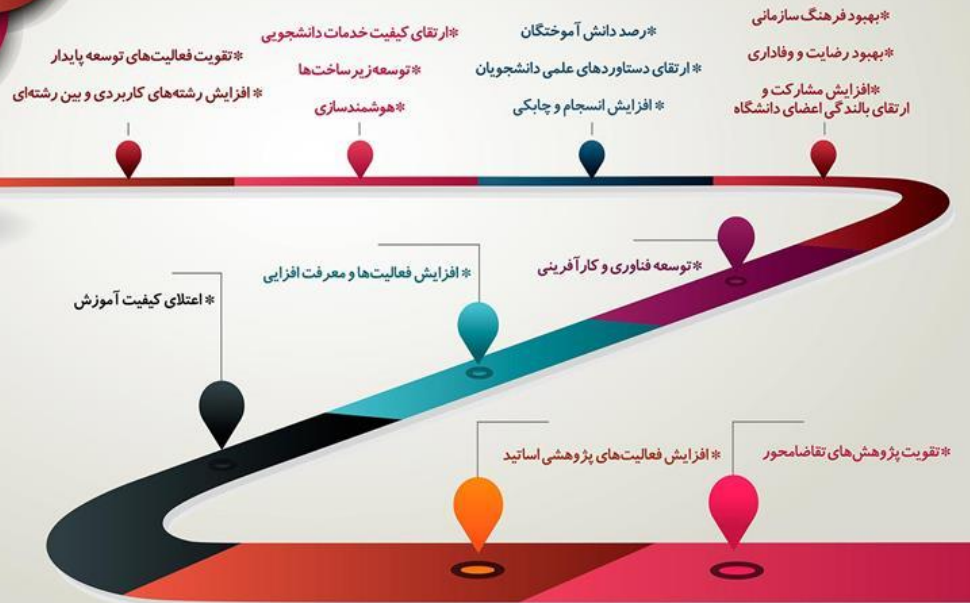 *بهبود فرهنگ سازمانی
*بهبود رضایت و وفاداری
*افزایش مشارکت و
ارتقای بالندگی اعضای دانشگاه
*رصد دانش آموختگان
*ارتقای دستاوردهای علمی دانشجویان
*افزایش انسجام و چابکی
*ارتقای کیفیت خدمات دانشجویی
*توسعه زیرساخت‌ها
*هوشمندسازی
*تقویت فعالیت‌های توسعه پایدار
*افزایش رشته‌های کاربردی و بین رشته‌ای
*توسعه فناوری و کارآفرینی
*افزایش فعالیت‌ها و معرفت افزایی
*اعتلای کیفیت آموزش
*تقویت پژوهش‌های تقاضامحور
*افزایش فعالیت‌های پژوهشی اساتید